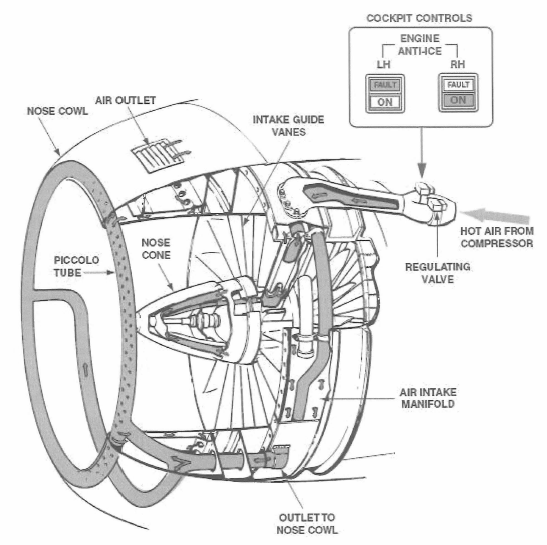 COCKPIT CONTROLS
ENGINE
ANTI-ICE
LH
RH
FAULT
ON
FAULT
ON
AIR OUTLET
NOSE COWL
INTAKE GUIDE
VANES
HOT AIR FROM
COMPRESSOR
NOSE
CONE
PICCOLO
TUBE
REGULATING
VALVE
AIR INTAKE
MANIFOLD
OUTLET TO
NOSE COWL